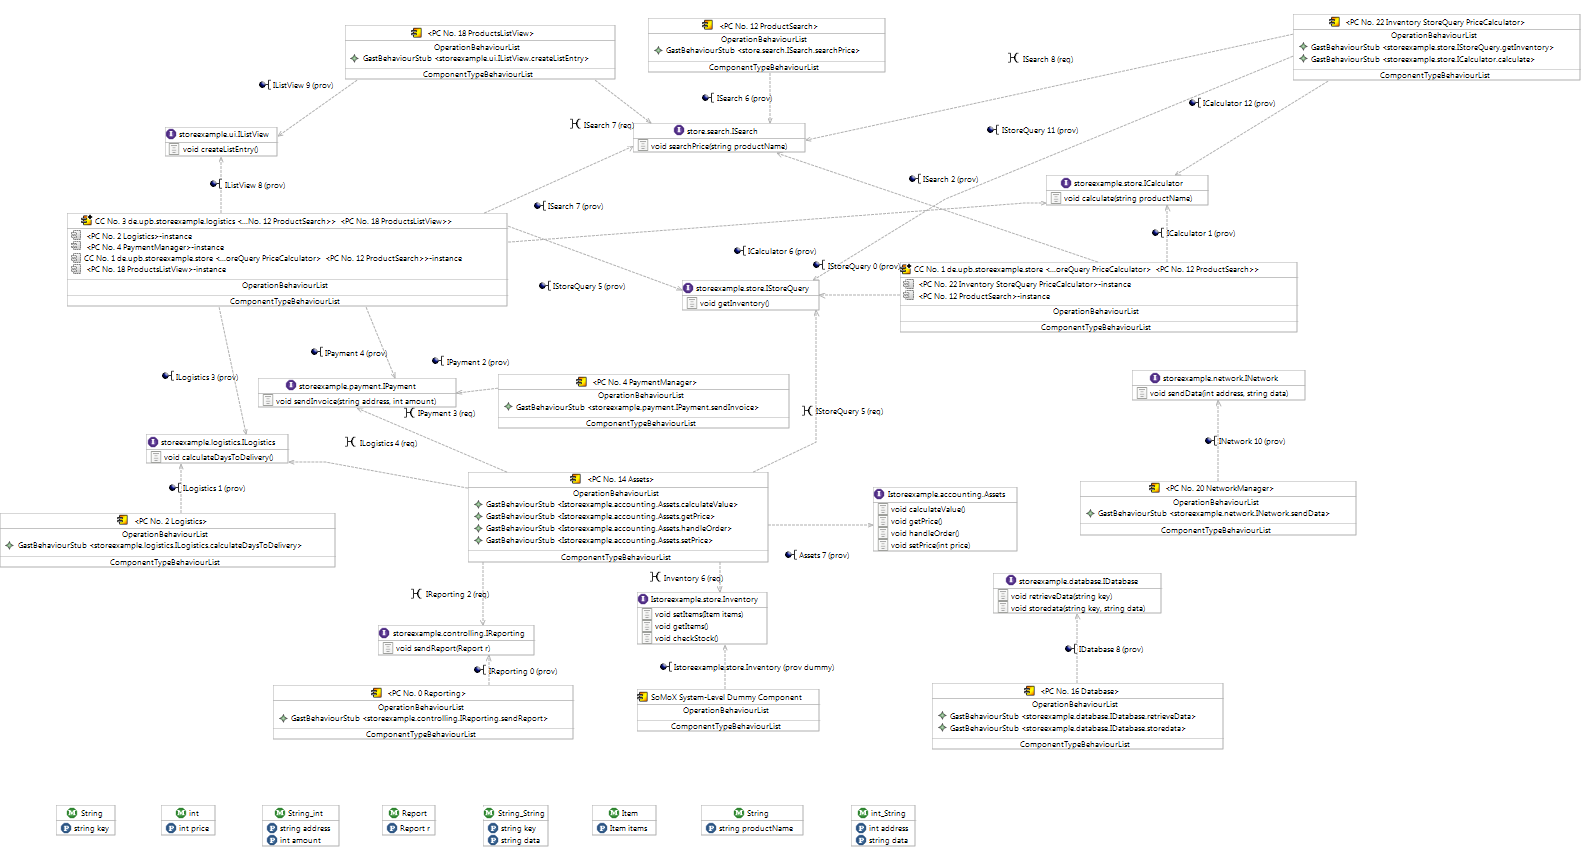 <PC No. 18 ProductsListView>
OperationBehaviourList
GastBehaviourStub <storeexample.ui.IListView.createListEntry>
ComponentTypeBehaviourList
<PC No. 12 ProductSearch>
OperationBehaviourList
GastBehaviourStub <store.search.ISearch.searchPrice>
ComponentTypeBehaviourList
<PC No. 22 Inventory StoreQuery PriceCalculator>
OperationBehaviourList
GastBehaviourStub <storeexample.store.IStoreQuery.getInventory>
GastBehaviourStub <storeexample.store.ICalculator.calculate>
ComponentTypeBehaviourList
ISearch 8 (req)
IListView 9 (prov)
ISearch 6 (prov)
ICalculator 12 (prov)
ISearch 7 (req)
IStoreQuery 11 (prov)
storeexample.ui.IListView
void createListEntry()
store.search.ISearch
void searchPrice(string productName)
IListView 8 (prov)
ISearch 2 (prov)
storeexample.store.ICalculator
void calculate(string productName)
ISearch 7 (prov)
CC No. 3 de.upb.storeexample.logistics <...No. 12 ProductSearch>> <PC No. 18 ProductsListView>>
<PC No. 2 Logistics>-instance
<PC No. 4 PaymentManager>-instance
CC No. 1 de.upb.storeexample.store <...oreQuery PriceCalculator> <PC No. 12 ProductSearch>>-instance
<PC No. 18 ProductsListView>-instance
OperationBehaviourList
ComponentTypeBehaviourList
ICalculator 1 (prov)
ICalculator 6 (prov)
IStoreQuery 0 (prov)
CC No. 1 de.upb.storeexample.store <...oreQuery PriceCalculator> <PC No. 12 ProductSearch>>
<PC No. 22 Inventory StoreQuery PriceCalculator>-instance
<PC No. 12 ProductSearch>-instance
OperationBehaviourList
ComponentTypeBehaviourList
IStoreQuery 5 (prov)
storeexample.store.IStoreQuery
void getInventory()
IPayment 4 (prov)
IPayment 2 (prov)
ILogistics 3 (prov)
storeexample.payment.IPayment
void sendInvoice(string address, int amount)
<PC No. 4 PaymentManager>
OperationBehaviourList
GastBehaviourStub <storeexample.payment.IPayment.sendInvoice>
ComponentTypeBehaviourList
storeexample.network.INetwork
void sendData(int address, string data)
IPayment 3 (req)
IStoreQuery 5 (req)
ILogistics 4 (req)
INetwork 10 (prov)
storeexample.logistics.ILogistics
void calculateDaysToDelivery()
ILogistics 1 (prov)
<PC No. 14 Assets>
OperationBehaviourList
GastBehaviourStub <Istoreexample.accounting.Assets.calculateValue>
GastBehaviourStub <Istoreexample.accounting.Assets.getPrice>
GastBehaviourStub <Istoreexample.accounting.Assets.handleOrder>
GastBehaviourStub <Istoreexample.accounting.Assets.setPrice>
ComponentTypeBehaviourList
Istoreexample.accounting.Assets
void calculateValue()
void getPrice()
void handleOrder()
void setPrice(int price)
<PC No. 20 NetworkManager>
OperationBehaviourList
GastBehaviourStub <storeexample.network.INetwork.sendData>
ComponentTypeBehaviourList
<PC No. 2 Logistics>
OperationBehaviourList
GastBehaviourStub <storeexample.logistics.ILogistics.calculateDaysToDelivery>
ComponentTypeBehaviourList
Assets 7 (prov)
Inventory 6 (req)
IReporting 2 (req)
storeexample.database.IDatabase
void retrieveData(string key)
void storedata(string key, string data)
Istoreexample.store.Inventory
void setItems(Item items)
void getItems()
void checkStock()
storeexample.controlling.IReporting
void sendReport(Report r)
IDatabase 8 (prov)
IReporting 0 (prov)
Istoreexample.store.Inventory (prov dummy)
<PC No. 0 Reporting>
OperationBehaviourList
GastBehaviourStub <storeexample.controlling.IReporting.sendReport>
ComponentTypeBehaviourList
SoMoX System-Level Dummy Component
OperationBehaviourList
ComponentTypeBehaviourList
<PC No. 16 Database>
OperationBehaviourList
GastBehaviourStub <storeexample.database.IDatabase.retrieveData>
GastBehaviourStub <storeexample.database.IDatabase.storedata>
ComponentTypeBehaviourList
String
string key
int
int price
String_int
string address
int amount
Report
Report r
String_String
string key
string data
Item
Item items
String
string productName
int_String
int address
string data